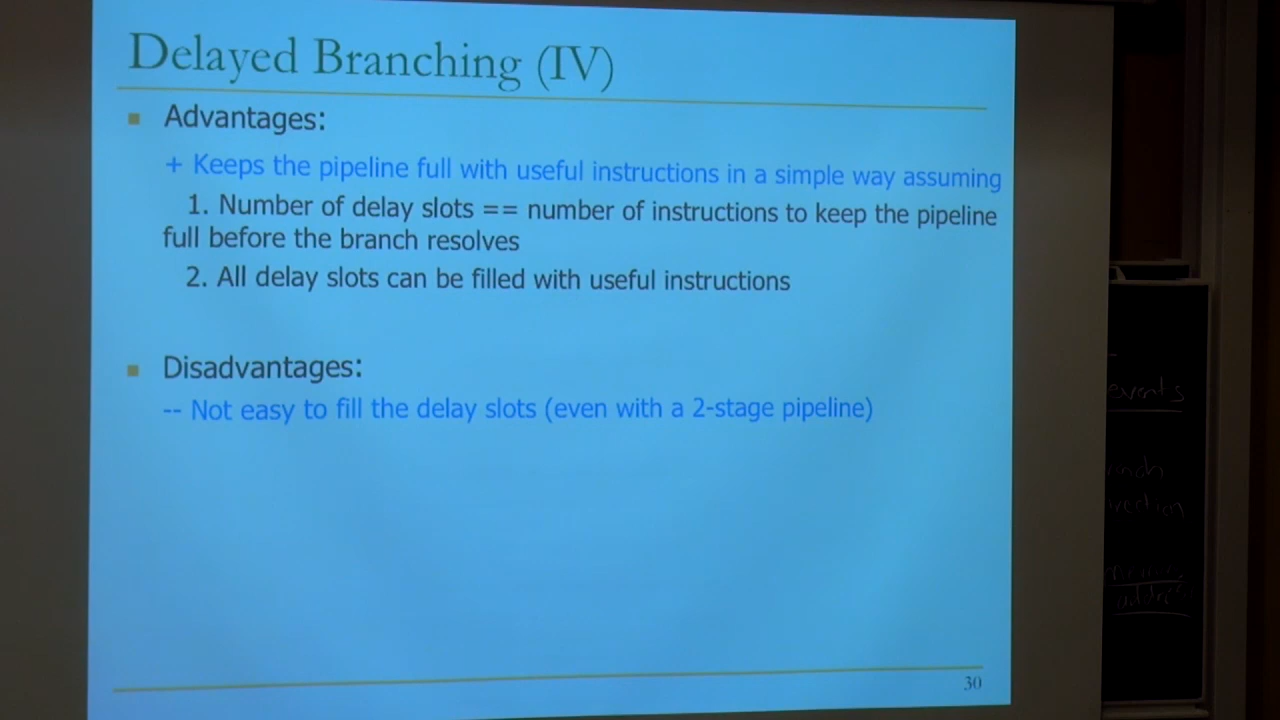 Delayed Branching (IV)
Advantages:
+ Keeps the pipeline full with useful instructions in a simple way assuming
1. Number of delay slots == number of instructions to keep the pipeline
full before the branch resolves
2. All delay slots can be filled with useful instructions
Disadvantages:
-- Not easy to fill the delay slots (even with a 2-stage pipeline)
30
events